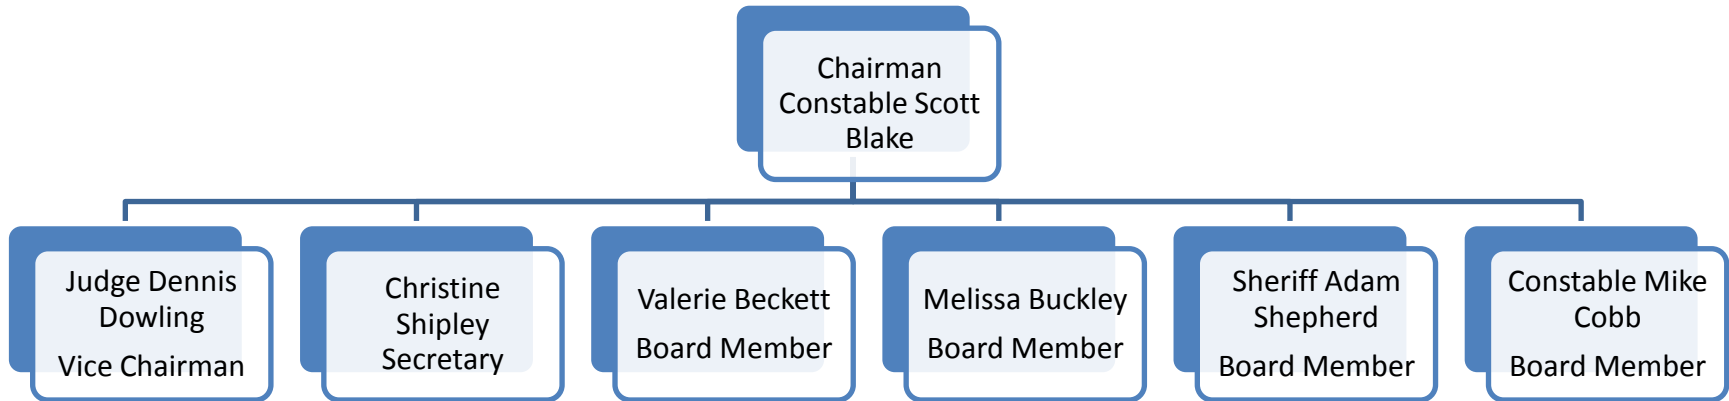 Chairman
Constable Scott
Blake
Judge Dennis
Dowling
Vice Chairman
Christine
Shipley
Secretary
Valerie Beckett
Board Member
Melissa Buckley
Board Member
Sheriff Adam
Shepherd
Board Member
Constable Mike
Cobb
Board Member